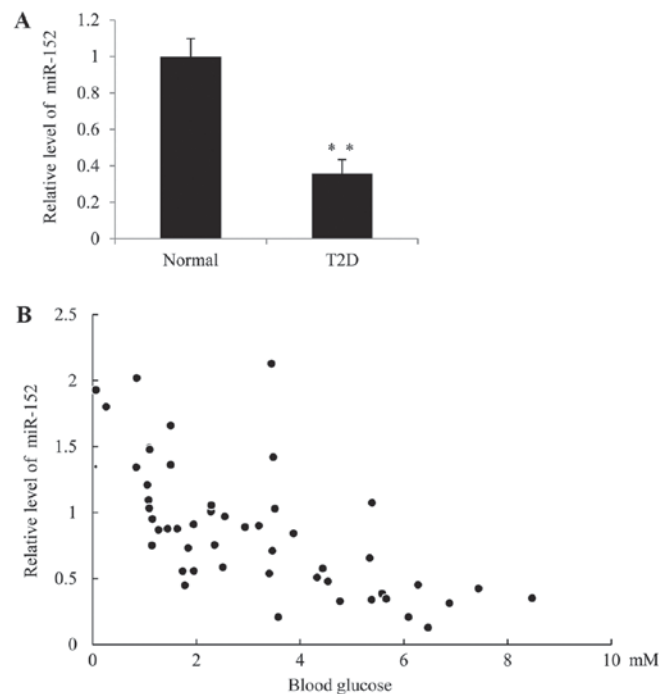 A
Relative level of miR-152
1.2
1
0.8
0.6
0.4
0.2
0
* *
Normal
T2D
B
Relative level of miR-152
2.5
2
1.5
1
0.5
0
0
2
4
6
8
10
mM
Blood glucose